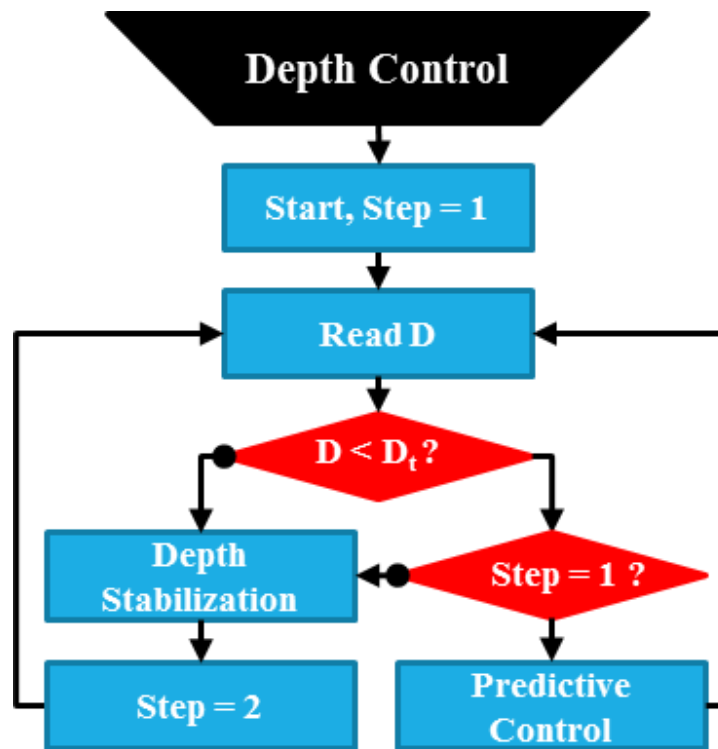 Depth Control
Start, Step = 1
Read D
D < Dₜ ?
Depth
Stabilization
Step = 1 ?
Step = 2
Predictive
Control